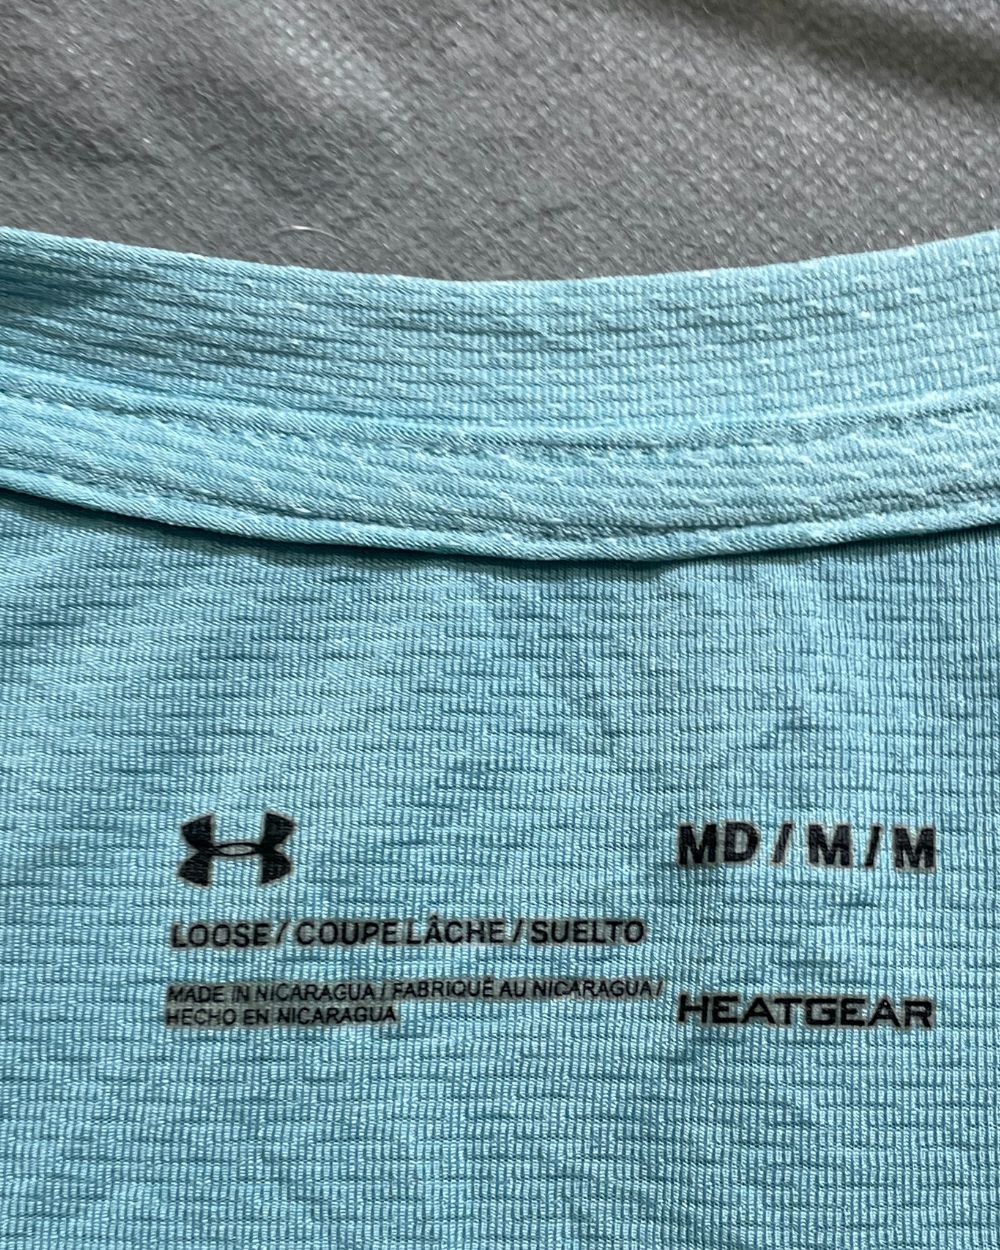 MD / M / M
LOOSE / COUPE LÂCHE / SUELTO
MADE IN NICARAGUA / FABRIQUÉ AU NICARAGUA /
HECHO EN NICARAGUA
HEATGEAR